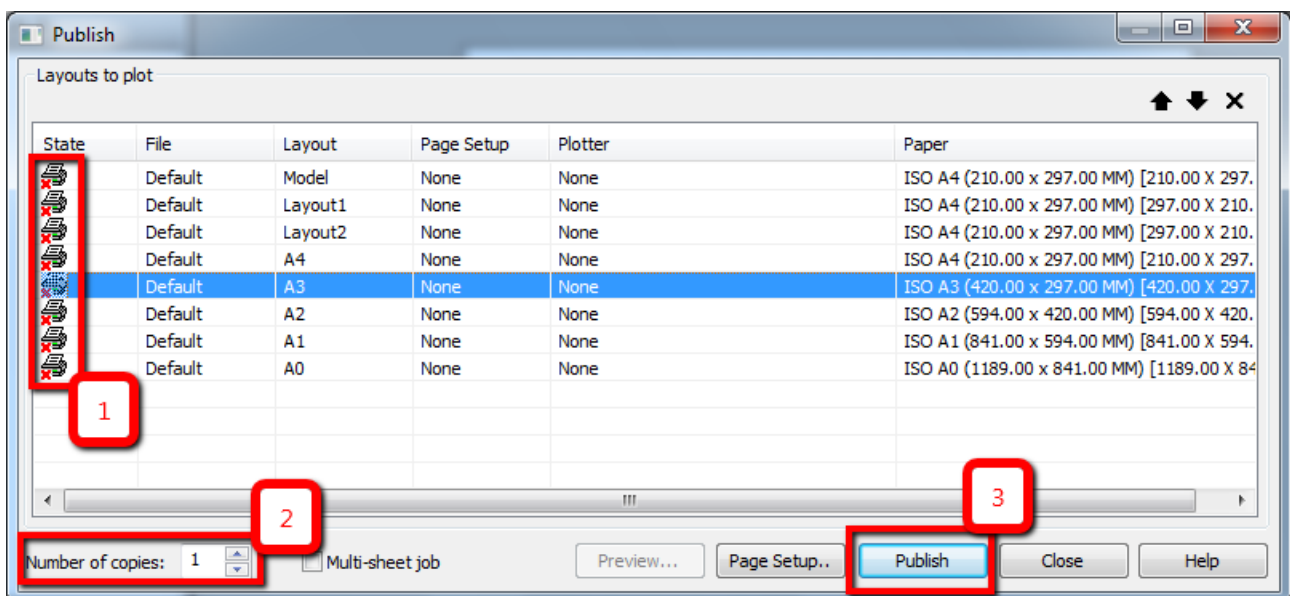 Publish
Layouts to plot
State File Layout Page Setup Plotter Paper
Default Model None None ISO A4 (210.00 x 297.00 MM) [210.00 X 297.
Default Layout1 None None ISO A4 (210.00 x 297.00 MM) [297.00 X 210.
Default Layout2 None None ISO A4 (210.00 x 297.00 MM) [297.00 X 210.
Default A4 None None ISO A4 (210.00 x 297.00 MM) [210.00 X 297.
Default A3 None None ISO A3 (420.00 x 297.00 MM) [420.00 X 297.
Default A2 None None ISO A2 (594.00 x 420.00 MM) [594.00 X 420.
Default A1 None None ISO A1 (841.00 x 594.00 MM) [841.00 X 594.
Default A0 None None ISO A0 (1189.00 x 841.00 MM) [1189.00 X 84
1
2
3
Number of copies: 1 Multi-sheet job Preview... Page Setup.. Publish Close Help